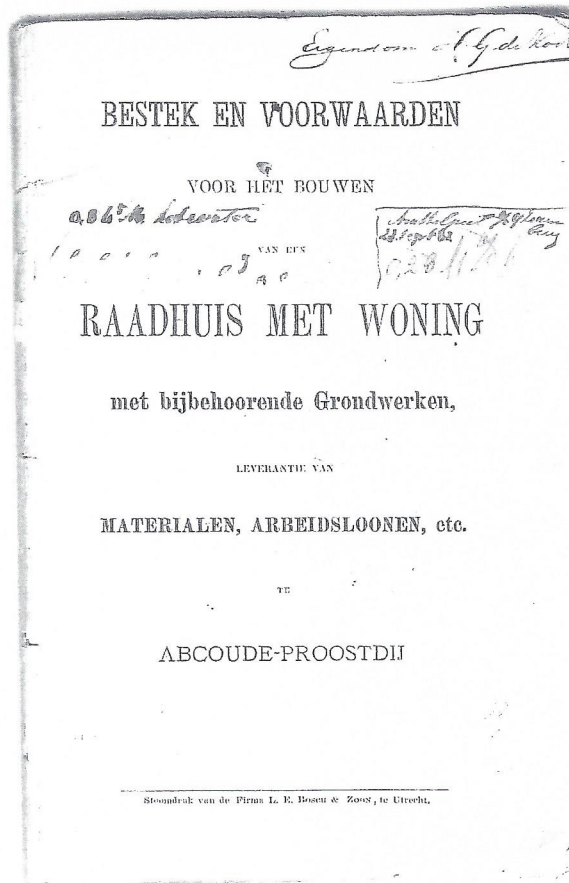 Eigendom A G de
BESTEK EN VOORWAARDEN
VOOR HET BOUWEN
VAN EEN
RAADHUIS MET WONING
met bijbehoorende Grondwerken,
LEVERANTIE VAN
MATERIALEN, ARBEIDSLOONEN, etc.
TE
ABCOUDE-PROOSTDIJ
Stoomdruk van de Firma L. E. Bosch & Zoon, te Utrecht.